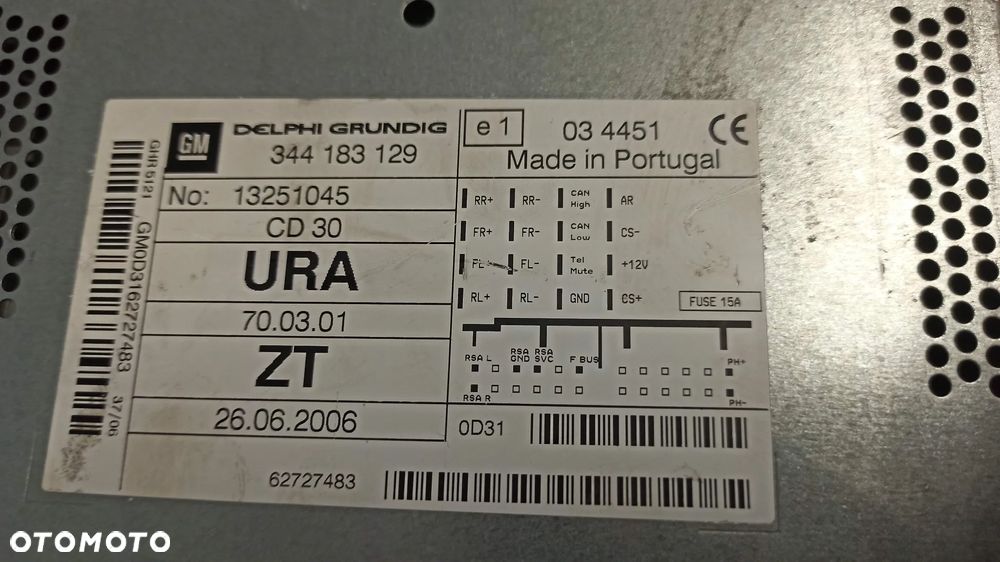 GM DELPHI GRUNDIG
344 183 129
No: 13251045
CD 30
URA
70.03.01
ZT
26.06.2006
GHR5121
GM0D3162727483
37/06
e1 03 4451 CE
Made in Portugal
RR+ RR- CAN High AR
FR+ FR- CAN Low CS-
FL+ FL- Tel Mute +12V
RL+ RL- GND CS+ FUSE 15A
RSA L RSA GND RSA SVC F BUS PH+
RSA R PH-
0D31
62727483
OTOMOTO